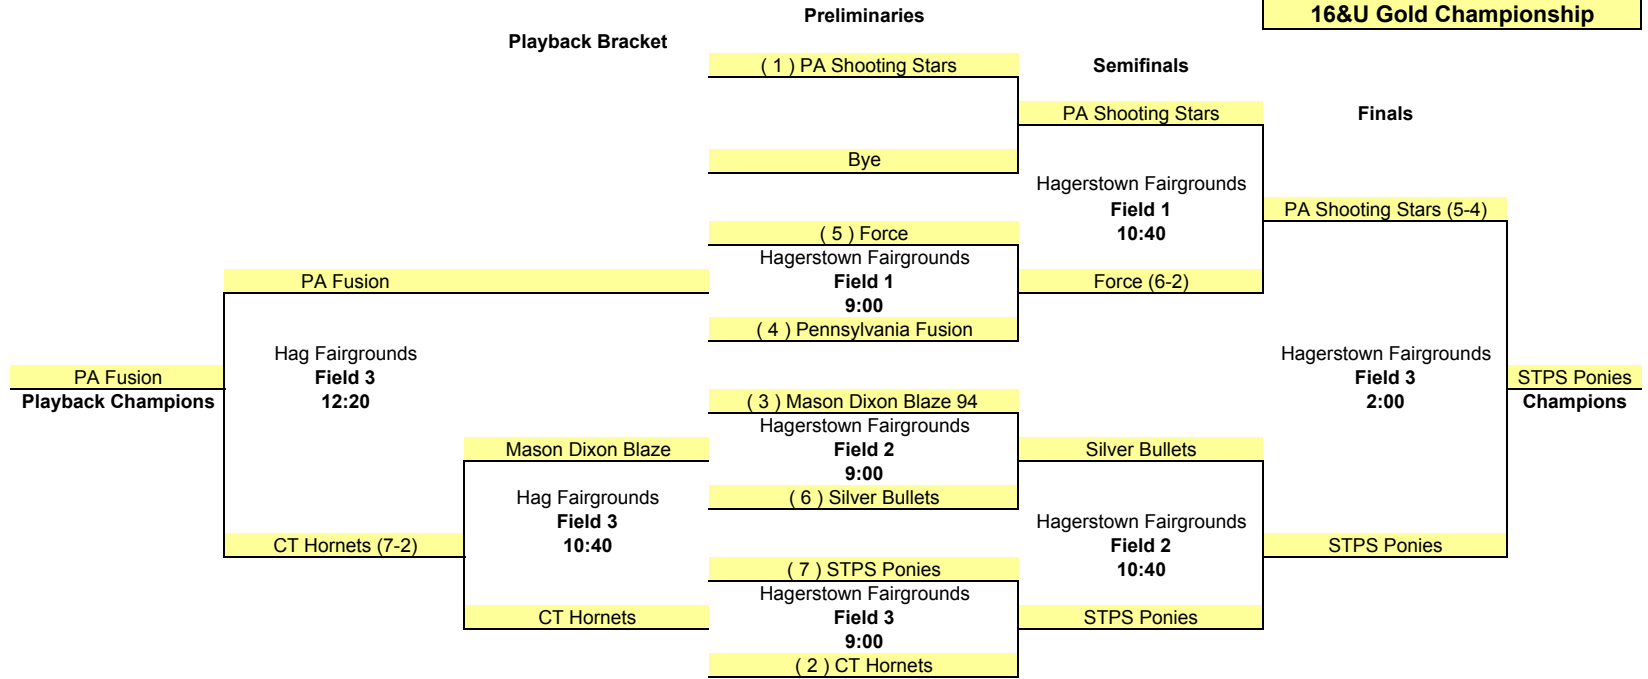 Preliminaries
16&U Gold Championship
Playback Bracket
( 1 ) PA Shooting Stars
Semifinals
PA Shooting Stars
Finals
Bye
Hagerstown Fairgrounds
Field 1
10:40
PA Shooting Stars (5-4)
( 5 ) Force
Hagerstown Fairgrounds
Field 1
9:00
PA Fusion
Force (6-2)
( 4 ) Pennsylvania Fusion
Hag Fairgrounds
Field 3
12:20
Hagerstown Fairgrounds
Field 3
2:00
PA Fusion
Playback Champions
STPS Ponies
Champions
( 3 ) Mason Dixon Blaze 94
Hagerstown Fairgrounds
Field 2
9:00
Mason Dixon Blaze
Silver Bullets
( 6 ) Silver Bullets
Hag Fairgrounds
Field 3
10:40
Hagerstown Fairgrounds
Field 2
10:40
CT Hornets (7-2)
STPS Ponies
( 7 ) STPS Ponies
Hagerstown Fairgrounds
Field 3
9:00
CT Hornets
STPS Ponies
( 2 ) CT Hornets